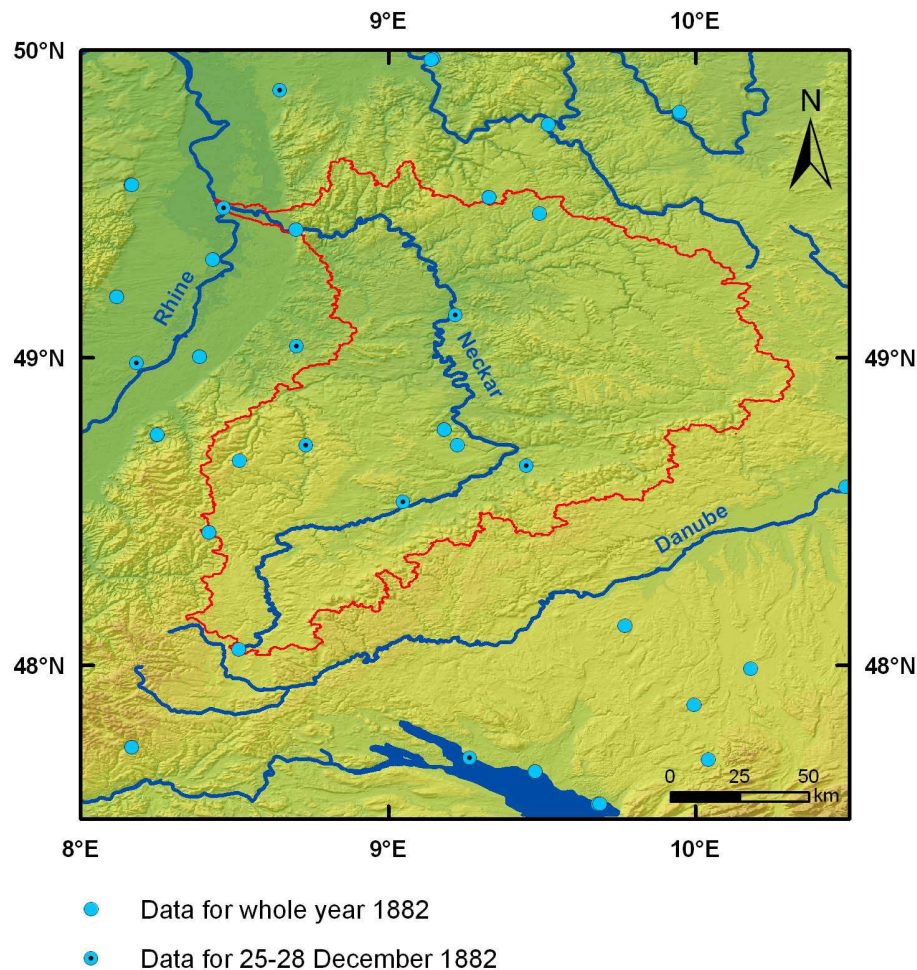 9°E 10°E
50°N
N
Rhine
Neckar
49°N 49°N
Danube
48°N 48°N
0 25 50
km
8°E 9°E 10°E
Data for whole year 1882
Data for 25-28 December 1882